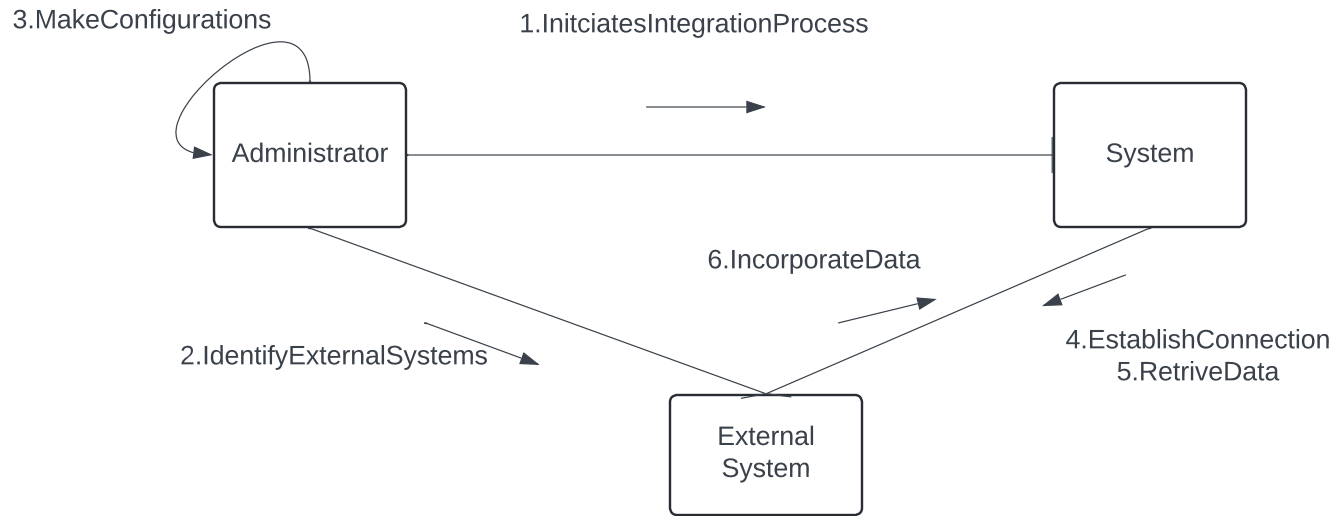 3.MakeConfigurations
1.InitciatesIntegrationProcess
Administrator
System
6.IncorporateData
2.IdentifyExternalSystems
4.EstablishConnection
5.RetriveData
External
System